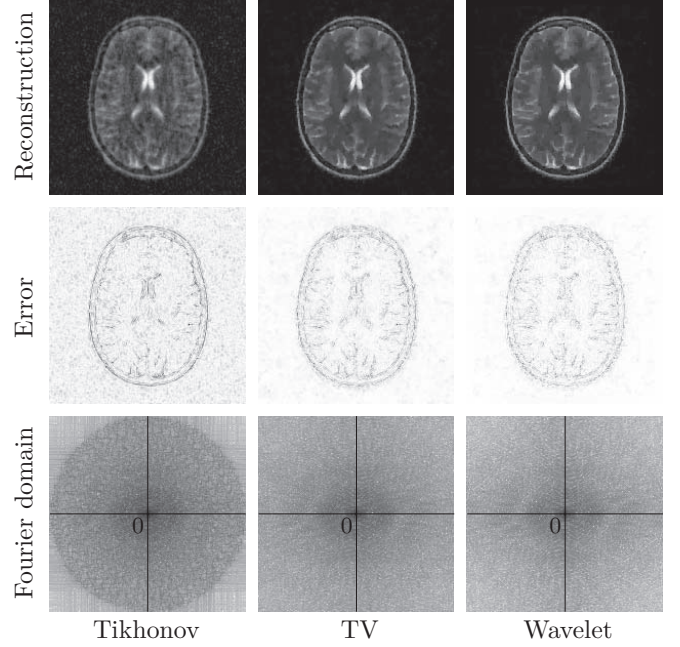 Reconstruction
Error
Fourier domain
0
0
0
Tikhonov
TV
Wavelet